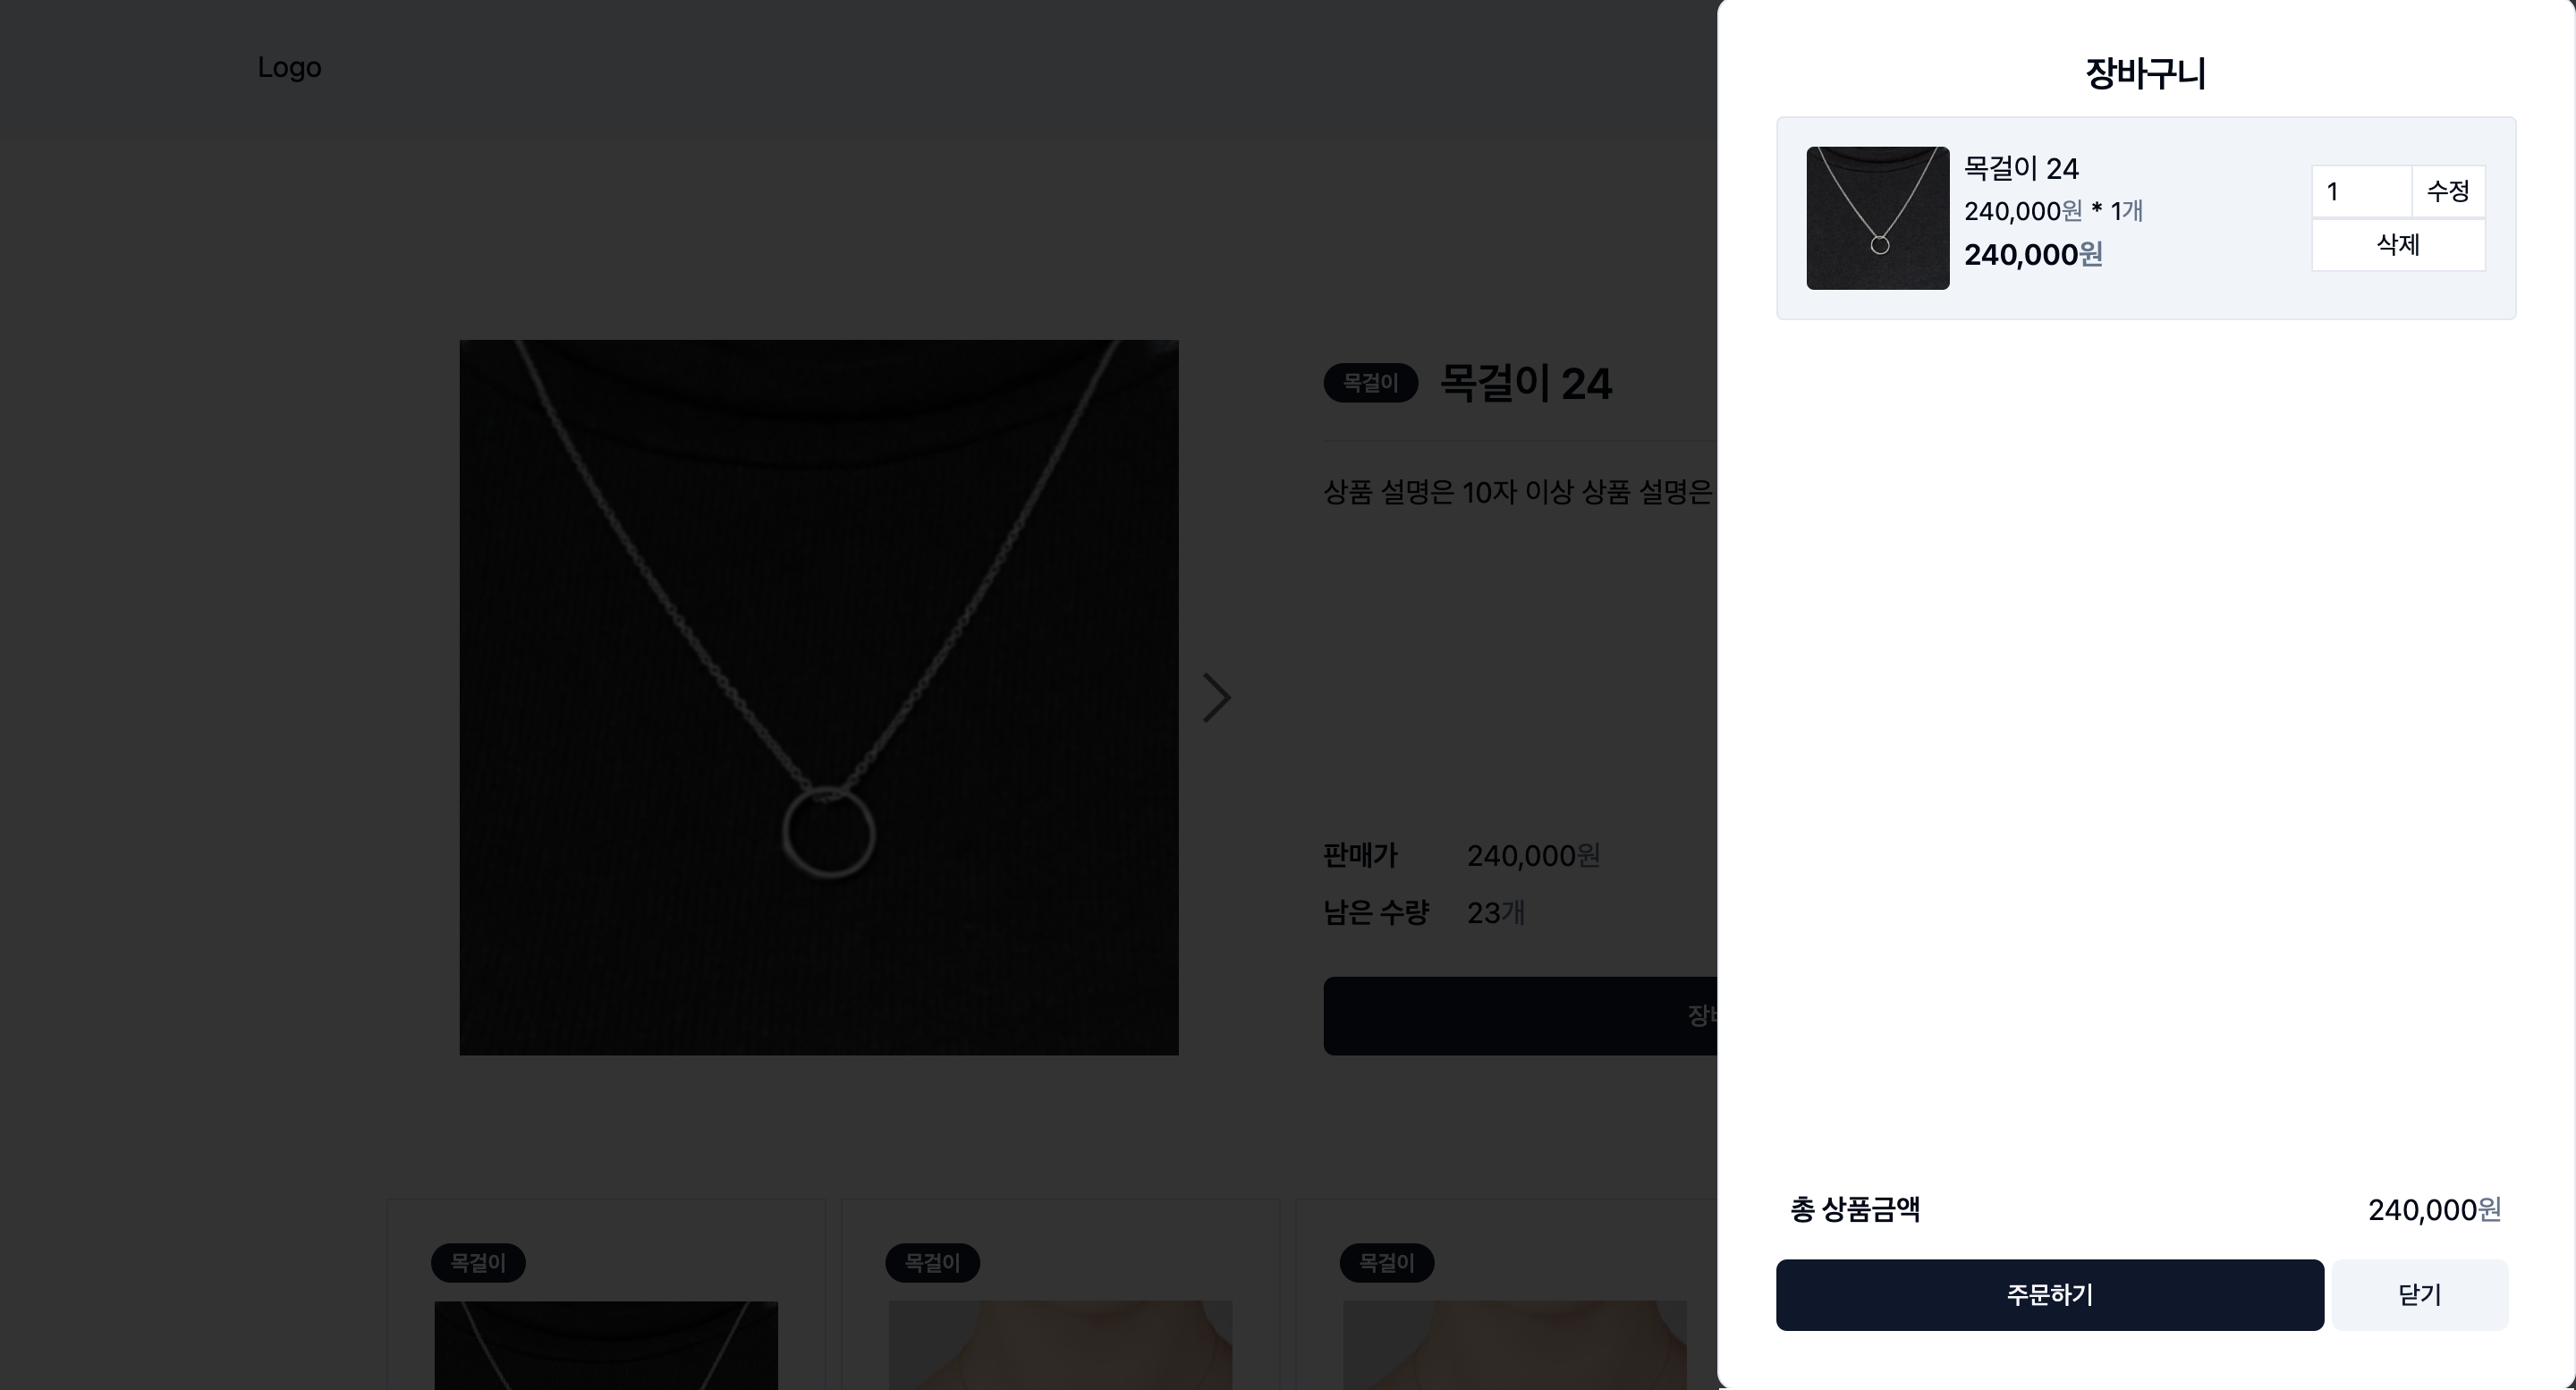 Logo
목걸이 목걸이 24
상품 설명은 10자 이상 상품 설명은
판매가 240,000원
남은 수량 23개
목걸이
목걸이
목걸이
장바구니
목걸이 24
240,000원 * 1개
240,000원
1 수정
삭제
총 상품금액 240,000원
주문하기 닫기